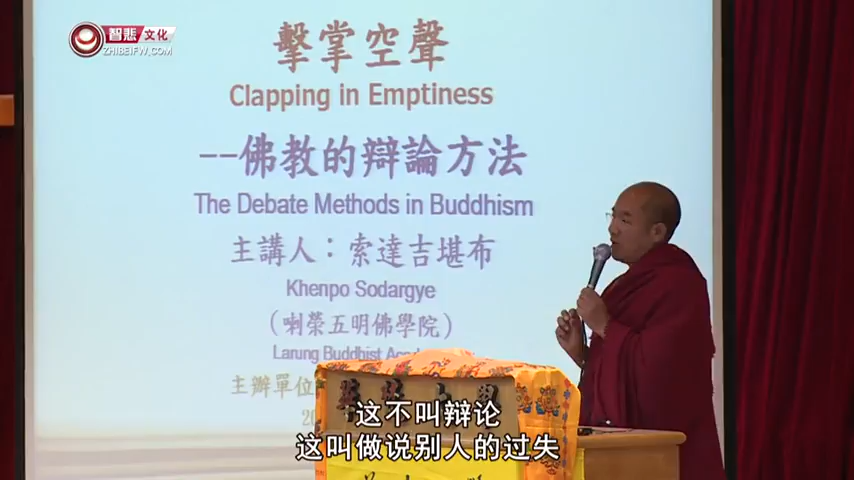 智悲文化
ZHIBEIFW.COM
擊掌空聲
Clapping in Emptiness
--佛教的辯論方法
The Debate Methods in Buddhism
主講人：索達吉堪布
Khenpo Sodargye
（喇榮五明佛學院）
Larung Buddhist
主辦單位
这不叫辩论
这叫做说别人的过失